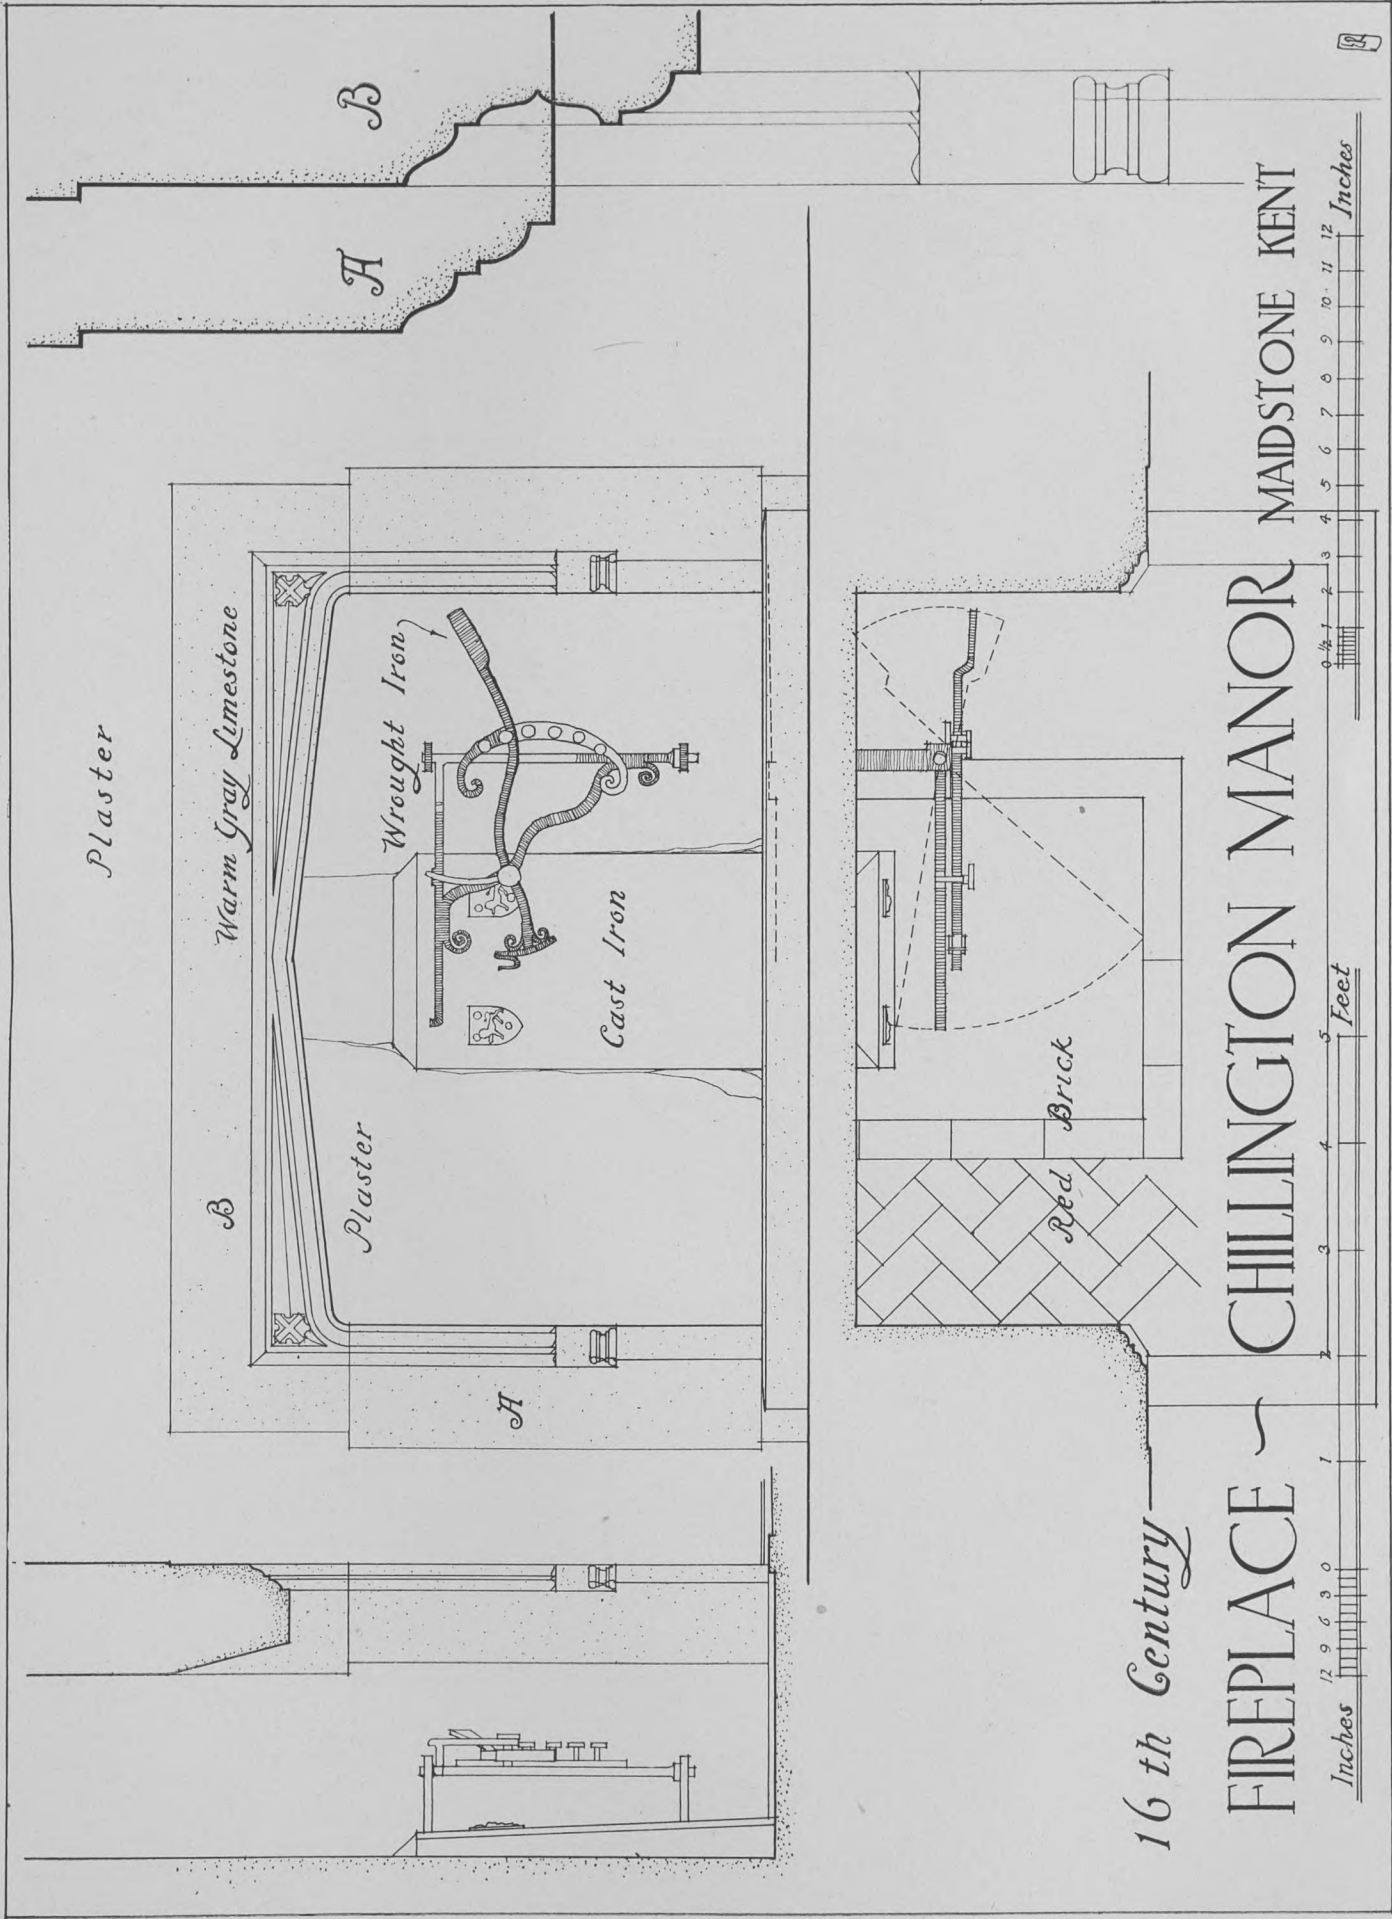 Plaster
Warm Gray Limestone
B
A
Plaster
Wrought Iron
Cast Iron
A
B
Red Brick
16th Century
FIREPLACE ~ CHILLINGTON MANOR MAIDSTONE KENT
Inches 12 9 6 3 0 1 2 3 4 5 Feet
0 ½ 1 2 3 4 5 6 7 8 9 10 11 12 Inches